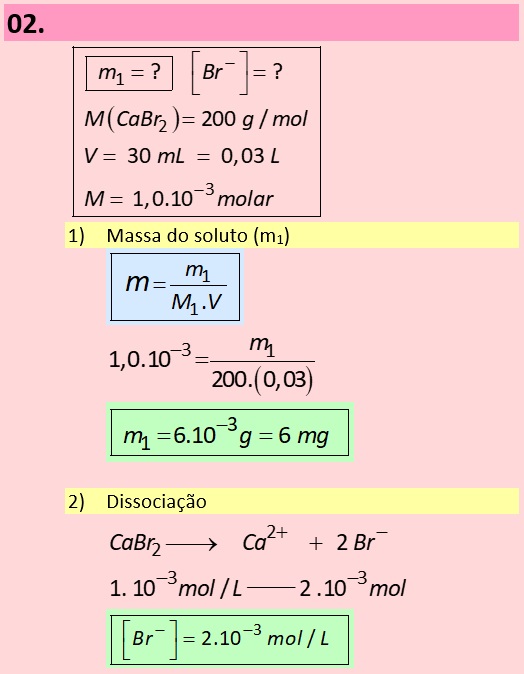 02.
m₁ = ? [Br⁻] = ?
M(CaBr₂) = 200 g / mol
V = 30 mL = 0,03 L
M = 1,0.10⁻³ molar
1) Massa do soluto (m₁)
m = m₁ / M₁.V
1,0.10⁻³ = m₁ / 200.(0,03)
m₁ = 6.10⁻³ g = 6 mg
2) Dissociação
CaBr₂ ⟶ Ca²⁺ + 2 Br⁻
1. 10⁻³ mol / L —— 2 .10⁻³ mol
[Br⁻] = 2.10⁻³ mol / L